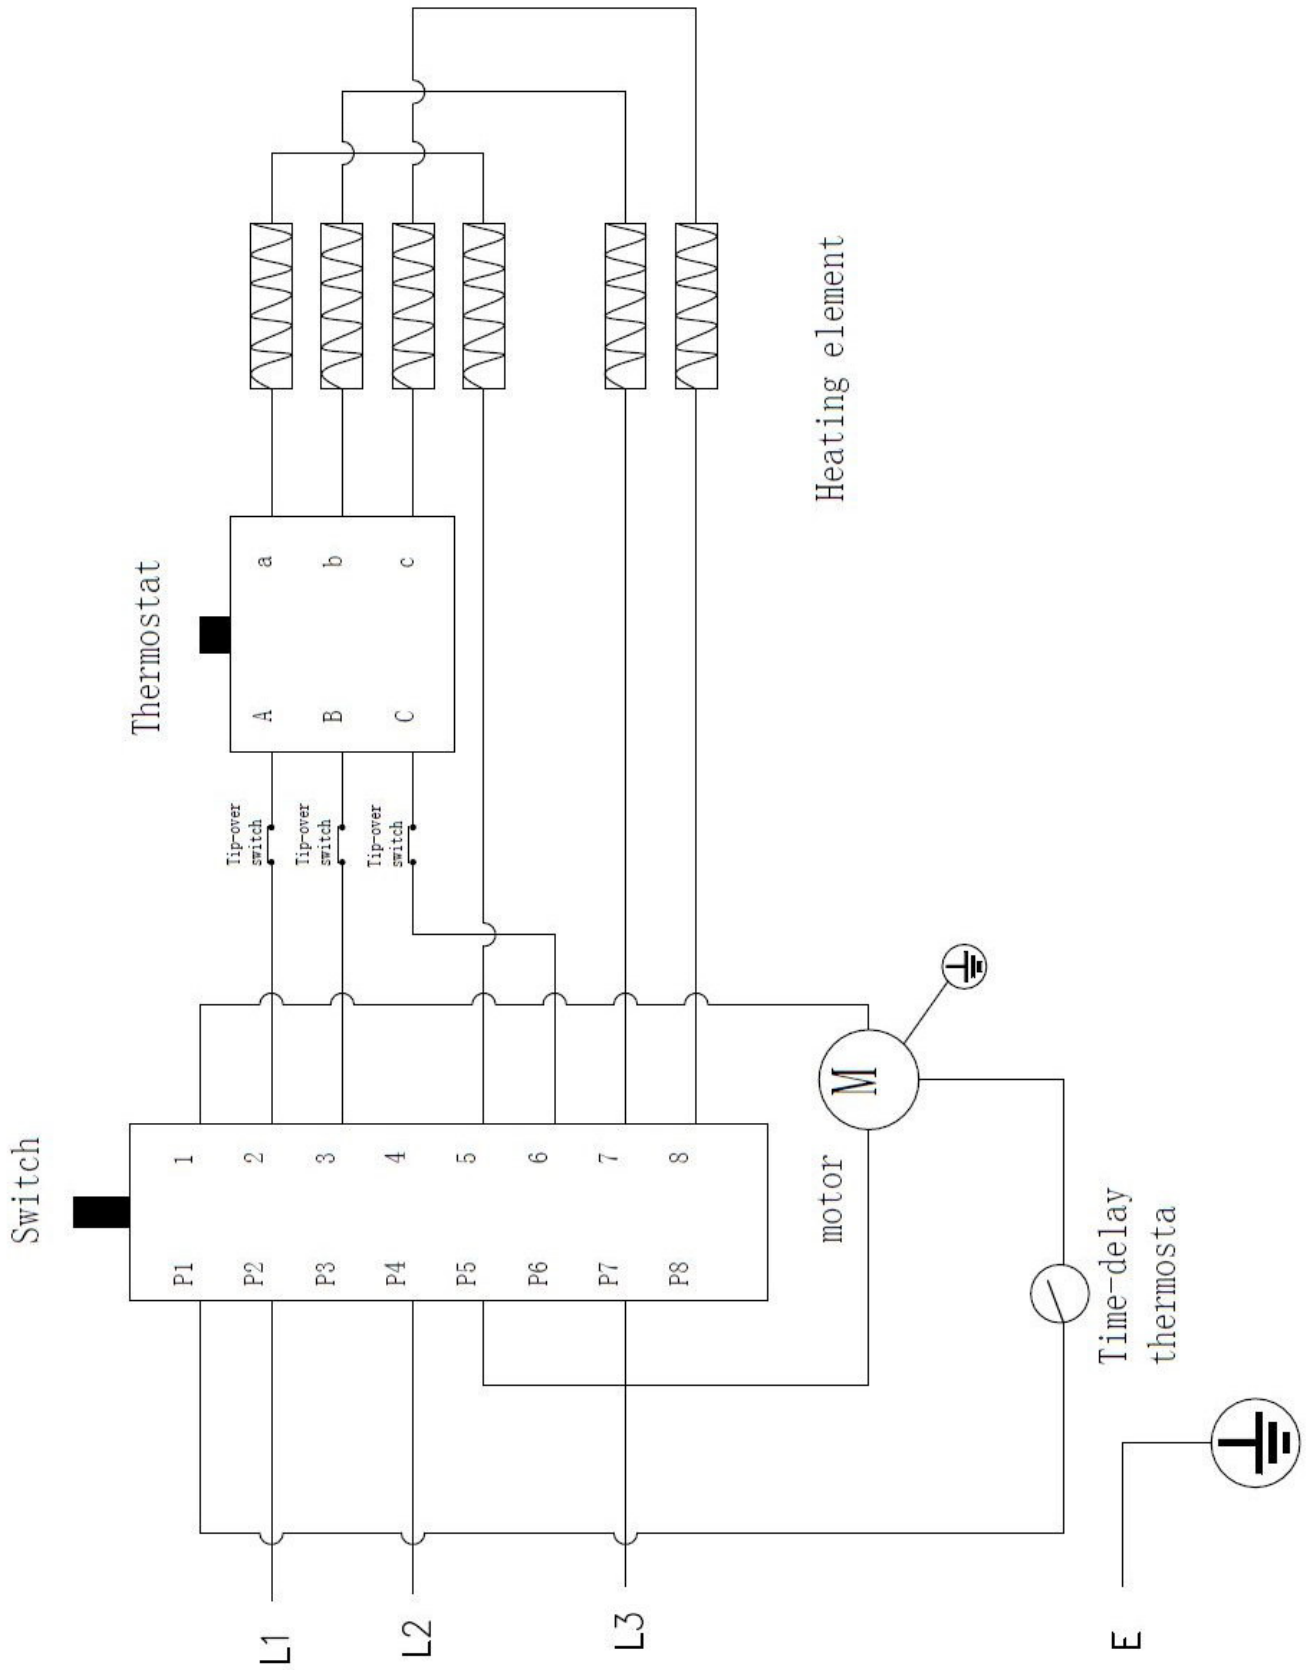 Switch
P1
P2
P3
P4
P5
P6
P7
P8
1
2
3
4
5
6
7
8
Thermostat
A
B
C
a
b
c
Tip-over
switch
Tip-over
switch
Tip-over
switch
Heating element
M
motor
Time-delay
thermosta
L1
L2
L3
E